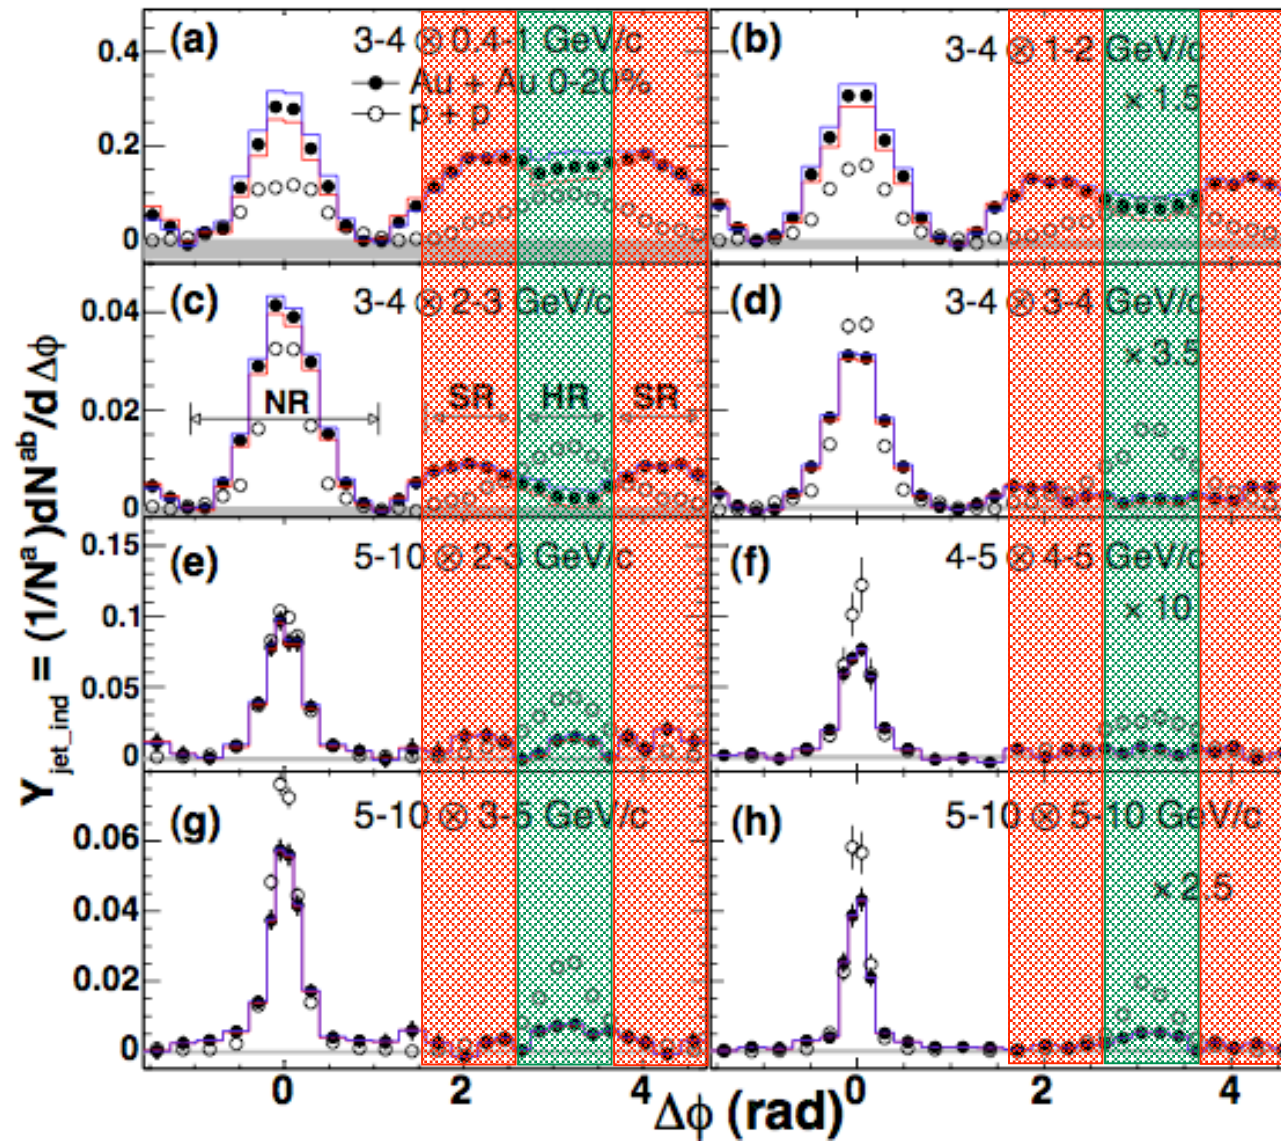 (a) 3-4 ⊗ 0.4-1 GeV/c
Au + Au 0-20%
p + p
(b) 3-4 ⊗ 1-2 GeV/c
× 1.5
0.4
0.2
0
(c) 3-4 ⊗ 2-3 GeV/c
NR SR HR SR
(d) 3-4 ⊗ 3-4 GeV/c
× 3.5
0.04
0.02
0
(e) 5-10 ⊗ 2-3 GeV/c
(f) 4-5 ⊗ 4-5 GeV/c
× 10
0.15
0.1
0.05
0
(g) 5-10 ⊗ 3-5 GeV/c
(h) 5-10 ⊗ 5-10 GeV/c
× 2.5
0.06
0.04
0.02
0
0 2 4 0 2 4
Y jet_ind = (1/N^a)dN^ab/d Δϕ
Δϕ (rad)